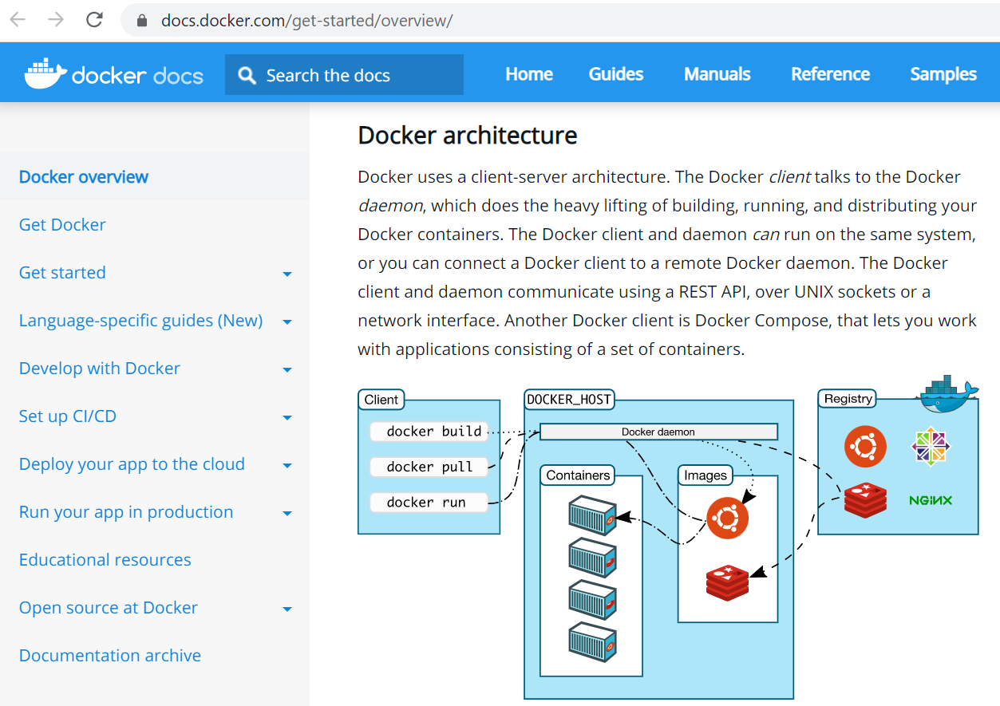 docs.docker.com/get-started/overview/
docker docs
Search the docs
Home
Guides
Manuals
Reference
Samples
Docker overview
Get Docker
Get started
Language-specific guides (New)
Develop with Docker
Set up CI/CD
Deploy your app to the cloud
Run your app in production
Educational resources
Open source at Docker
Documentation archive
Docker architecture
Docker uses a client-server architecture. The Docker client talks to the Docker
daemon, which does the heavy lifting of building, running, and distributing your
Docker containers. The Docker client and daemon can run on the same system,
or you can connect a Docker client to a remote Docker daemon. The Docker
client and daemon communicate using a REST API, over UNIX sockets or a
network interface. Another Docker client is Docker Compose, that lets you work
with applications consisting of a set of containers.
Client
docker build
docker pull
docker run
DOCKER_HOST
Docker daemon
Containers
Images
Registry
NGINX